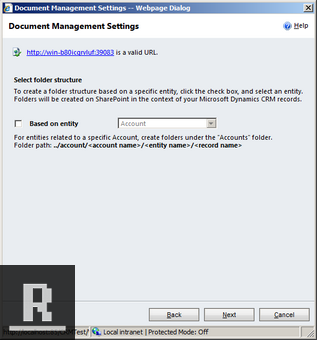 Document Management Settings -- Webpage Dialog
Document Management Settings
Help
http://win-b80icqrvluf:39083 is a valid URL.
Select folder structure
To create a folder structure based on a specific entity, click the check box, and select an entity.
Folders will be created on SharePoint in the context of your Microsoft Dynamics CRM records.
Based on entity
Account
For entities related to a specific Account, create folders under the "Accounts" folder.
Folder path: ../account/<account name>/<entity name>/<record name>
Back
Next
Cancel
R
Local intranet | Protected Mode: Off